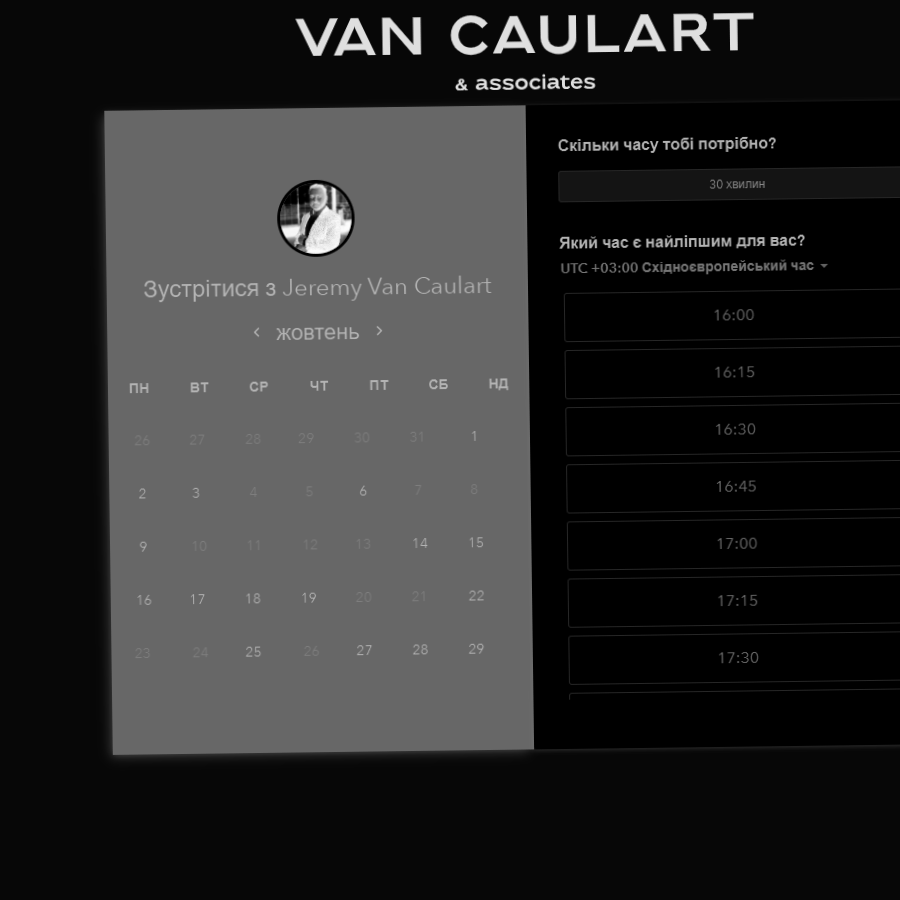 VAN CAULART
& associates
Зустрітися з Jeremy Van Caulart
жовтень
ПН ВТ СР ЧТ ПТ СБ НД
26 27 28 29 30 31 1
2 3 4 5 6 7 8
9 10 11 12 13 14 15
16 17 18 19 20 21 22
23 24 25 26 27 28 29
Скільки часу тобі потрібно?
30 хвилин
Який час є найліпшим для вас?
UTC +03:00 Східноєвропейський час
16:00
16:15
16:30
16:45
17:00
17:15
17:30